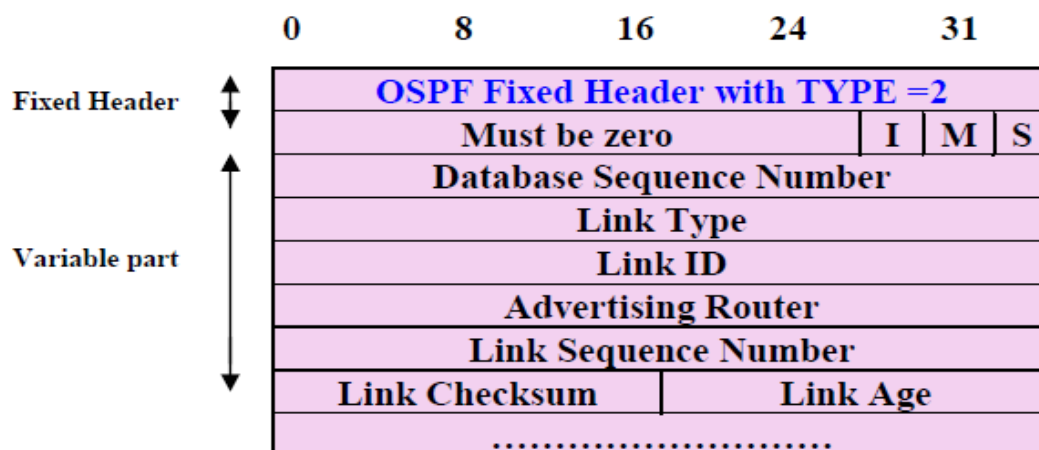 0 8 16 24 31
Fixed Header
OSPF Fixed Header with TYPE =2
Must be zero I M S
Database Sequence Number
Link Type
Variable part
Link ID
Advertising Router
Link Sequence Number
Link Checksum Link Age
...........................